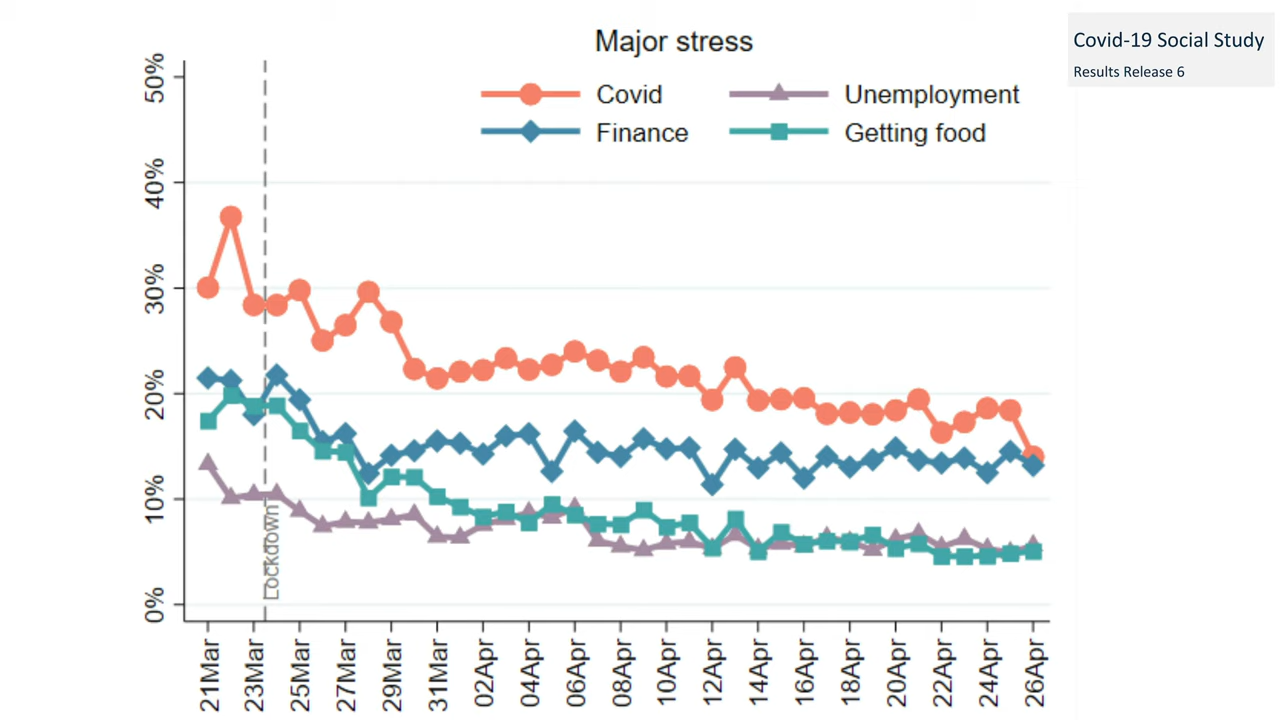 Major stress
Covid-19 Social Study
Results Release 6
Covid
Unemployment
Finance
Getting food
50%
40%
30%
20%
10%
0%
Lockdown
21Mar
23Mar
25Mar
27Mar
29Mar
31Mar
02Apr
04Apr
06Apr
08Apr
10Apr
12Apr
14Apr
16Apr
18Apr
20Apr
22Apr
24Apr
26Apr